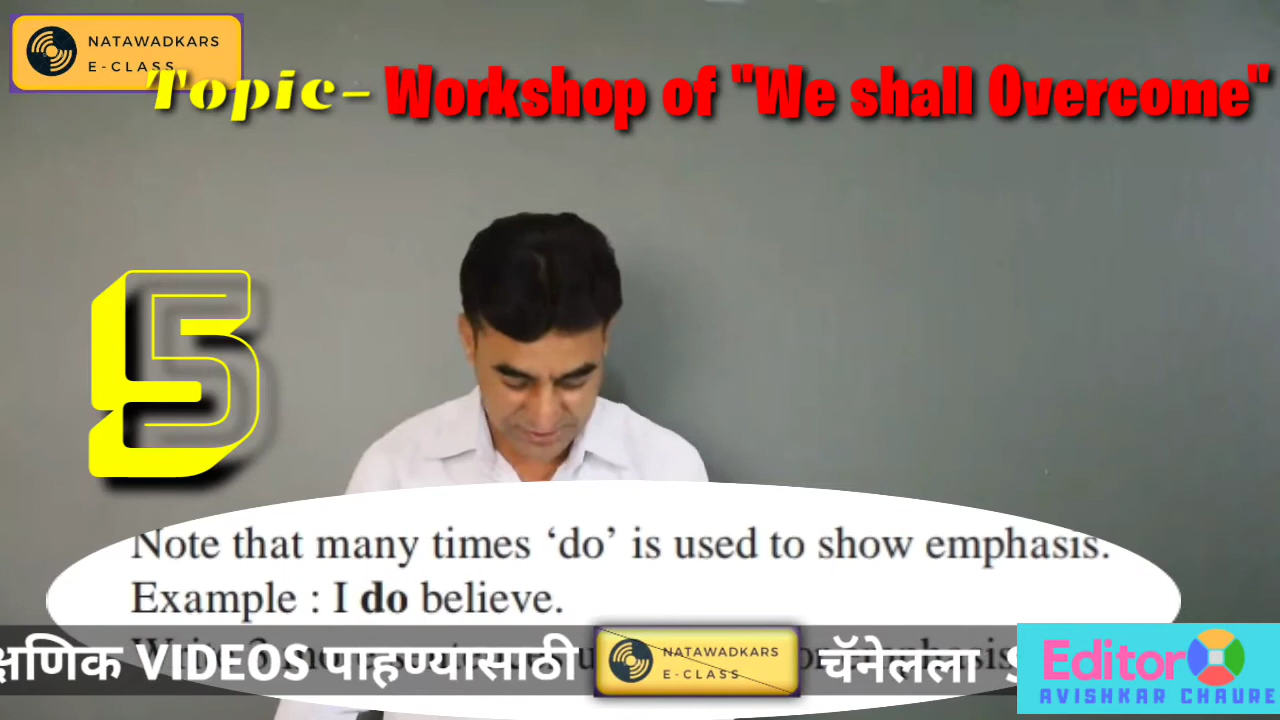 NATAWADKARS
E-CLASS
Topic- Workshop of "We shall Overcome"
5
Note that many times ‘do’ is used to show emphasis.
Example : I do believe.
क्षणिक VIDEOS पाहण्यासाठी NATAWADKARS E-CLASS चॅनेलला
Editor
AVISHKAR CHAURE